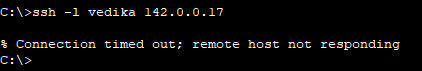 C:\>ssh -l vedika 142.0.0.17
% Connection timed out; remote host not responding
C:\>